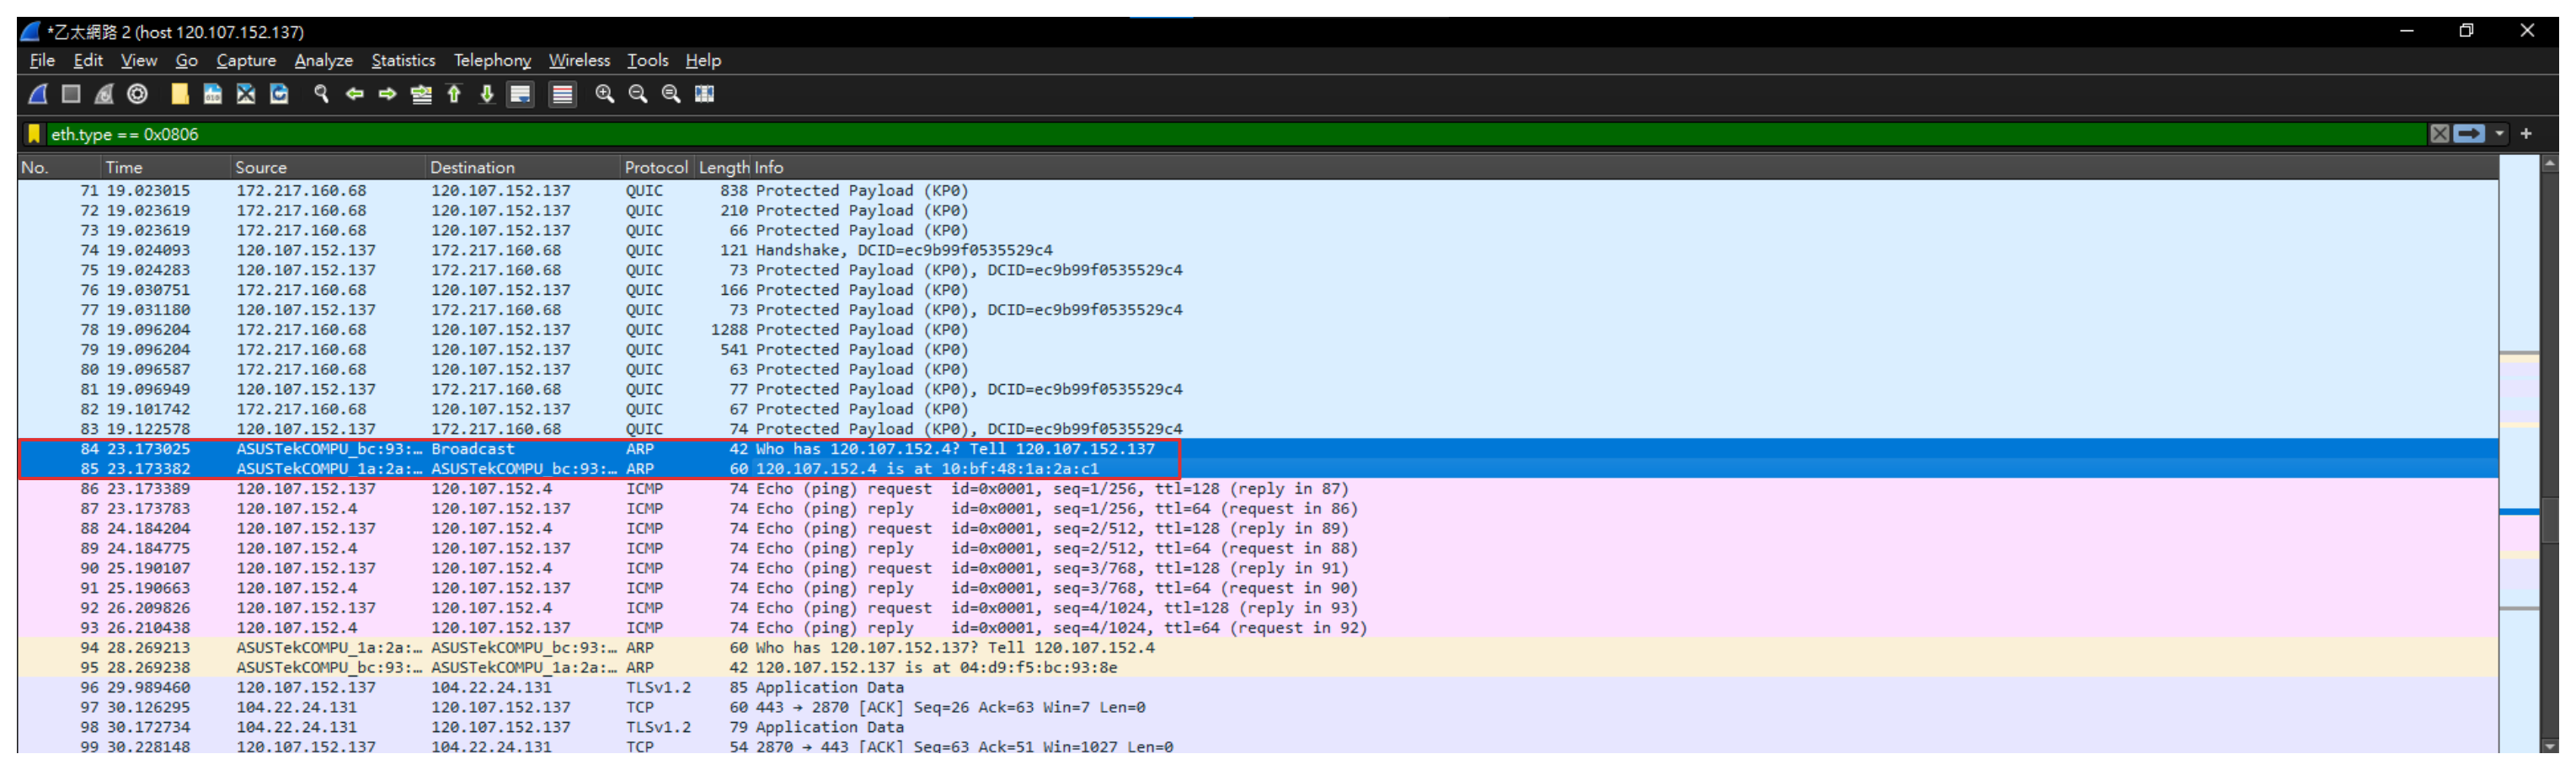 *乙太網路 2 (host 120.107.152.137)
File Edit View Go Capture Analyze Statistics Telephony Wireless Tools Help
eth.type == 0x0806
No. Time Source Destination Protocol Length Info
71 19.023015 172.217.160.68 120.107.152.137 QUIC 838 Protected Payload (KP0)
72 19.023619 172.217.160.68 120.107.152.137 QUIC 210 Protected Payload (KP0)
73 19.023619 172.217.160.68 120.107.152.137 QUIC 66 Protected Payload (KP0)
74 19.024093 120.107.152.137 172.217.160.68 QUIC 121 Handshake, DCID=ec9b99f0535529c4
75 19.024283 120.107.152.137 172.217.160.68 QUIC 73 Protected Payload (KP0), DCID=ec9b99f0535529c4
76 19.030751 172.217.160.68 120.107.152.137 QUIC 166 Protected Payload (KP0)
77 19.031180 120.107.152.137 172.217.160.68 QUIC 73 Protected Payload (KP0), DCID=ec9b99f0535529c4
78 19.096204 172.217.160.68 120.107.152.137 QUIC 1288 Protected Payload (KP0)
79 19.096204 172.217.160.68 120.107.152.137 QUIC 541 Protected Payload (KP0)
80 19.096587 172.217.160.68 120.107.152.137 QUIC 63 Protected Payload (KP0)
81 19.096949 120.107.152.137 172.217.160.68 QUIC 77 Protected Payload (KP0), DCID=ec9b99f0535529c4
82 19.101742 172.217.160.68 120.107.152.137 QUIC 67 Protected Payload (KP0)
83 19.122578 120.107.152.137 172.217.160.68 QUIC 74 Protected Payload (KP0), DCID=ec9b99f0535529c4
84 23.173025 ASUSTekCOMPU_bc:93:… Broadcast ARP 42 Who has 120.107.152.4? Tell 120.107.152.137
85 23.173382 ASUSTekCOMPU_1a:2a:… ASUSTekCOMPU_bc:93:… ARP 60 120.107.152.4 is at 10:bf:48:1a:2a:c1
86 23.173389 120.107.152.137 120.107.152.4 ICMP 74 Echo (ping) request id=0x0001, seq=1/256, ttl=128 (reply in 87)
87 23.173783 120.107.152.4 120.107.152.137 ICMP 74 Echo (ping) reply id=0x0001, seq=1/256, ttl=64 (request in 86)
88 24.184204 120.107.152.137 120.107.152.4 ICMP 74 Echo (ping) request id=0x0001, seq=2/512, ttl=128 (reply in 89)
89 24.184775 120.107.152.4 120.107.152.137 ICMP 74 Echo (ping) reply id=0x0001, seq=2/512, ttl=64 (request in 88)
90 25.190107 120.107.152.137 120.107.152.4 ICMP 74 Echo (ping) request id=0x0001, seq=3/768, ttl=128 (reply in 91)
91 25.190663 120.107.152.4 120.107.152.137 ICMP 74 Echo (ping) reply id=0x0001, seq=3/768, ttl=64 (request in 90)
92 26.209826 120.107.152.137 120.107.152.4 ICMP 74 Echo (ping) request id=0x0001, seq=4/1024, ttl=128 (reply in 93)
93 26.210438 120.107.152.4 120.107.152.137 ICMP 74 Echo (ping) reply id=0x0001, seq=4/1024, ttl=64 (request in 92)
94 28.269213 ASUSTekCOMPU_1a:2a:… ASUSTekCOMPU_bc:93:… ARP 60 Who has 120.107.152.137? Tell 120.107.152.4
95 28.269238 ASUSTekCOMPU_bc:93:… ASUSTekCOMPU_1a:2a:… ARP 42 120.107.152.137 is at 04:d9:f5:bc:93:8e
96 29.989460 120.107.152.137 104.22.24.131 TLSv1.2 85 Application Data
97 30.126295 104.22.24.131 120.107.152.137 TCP 60 443 → 2870 [ACK] Seq=26 Ack=63 Win=7 Len=0
98 30.172734 104.22.24.131 120.107.152.137 TLSv1.2 79 Application Data
99 30.228148 120.107.152.137 104.22.24.131 TCP 54 2870 → 443 [ACK] Seq=63 Ack=51 Win=1027 Len=0